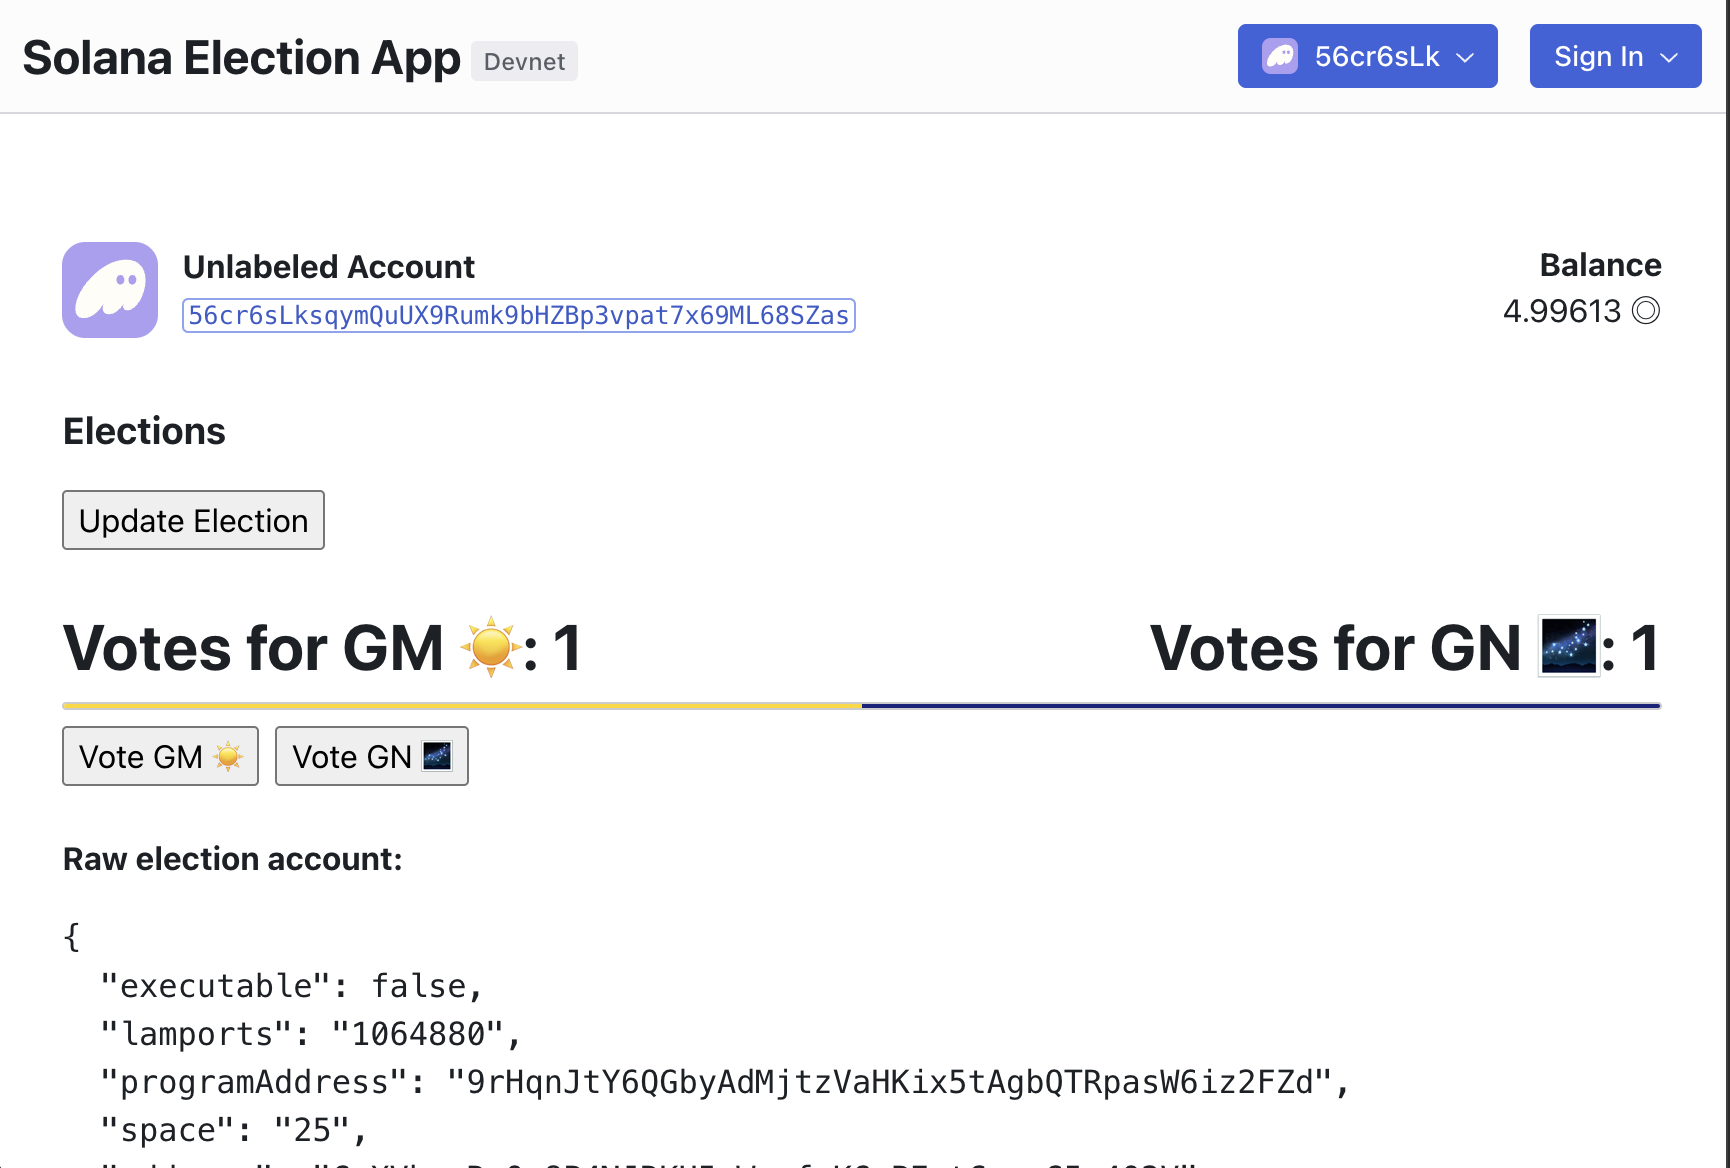 Solana Election App Devnet 56cr6sLk Sign In
Unlabeled Account
56cr6sLksqymQuUX9Rumk9bHZBp3vpat7x69ML68SZas
Balance
4.99613
Elections
Update Election
Votes for GM ☀️: 1 Votes for GN 🌌: 1
Vote GM ☀️ Vote GN 🌌
Raw election account:
{
"executable": false,
"lamports": "1064880",
"programAddress": "9rHqnJtY6QGbyAdMjtzVaHKix5tAgbQTRpasW6iz2FZd",
"space": "25",